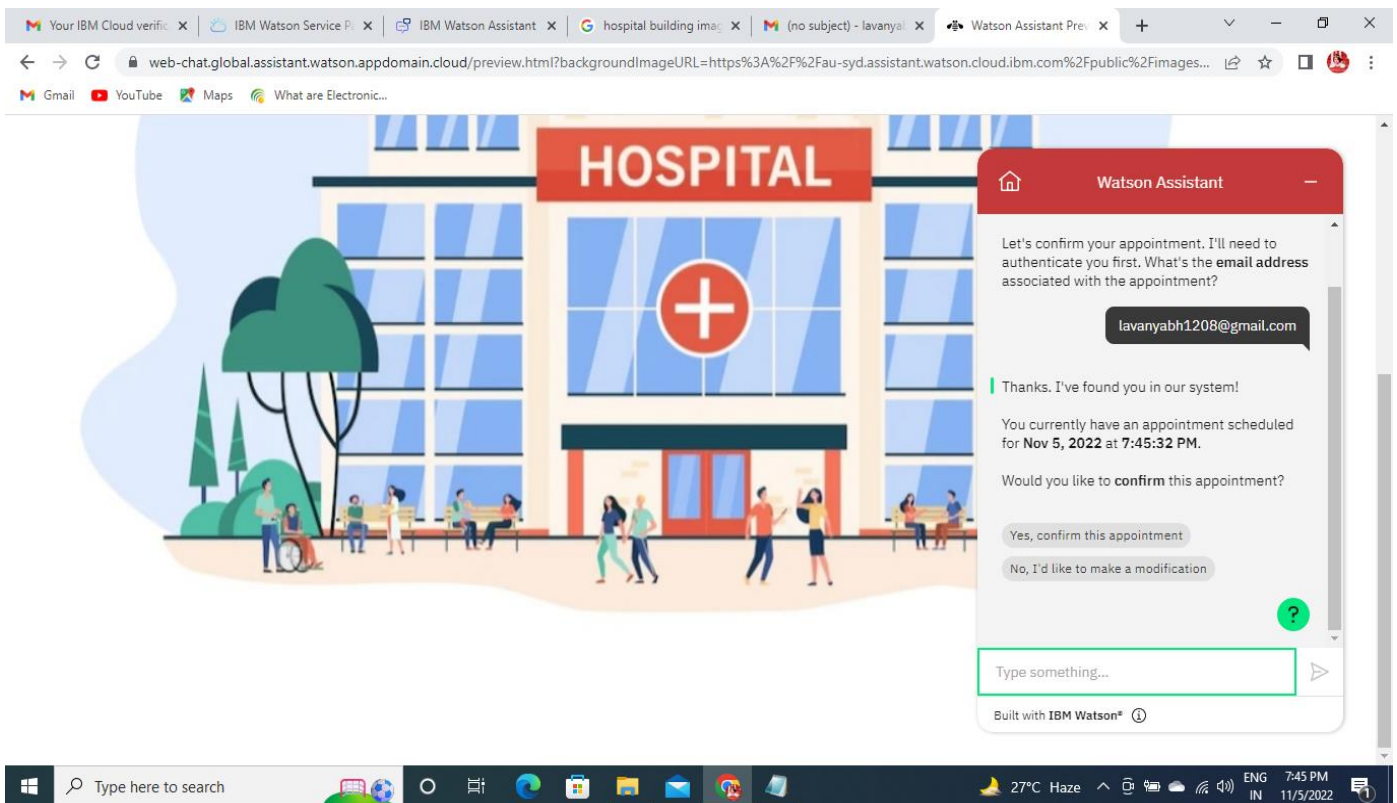 Your IBM Cloud verific
IBM Watson Service Pl
IBM Watson Assistant
hospital building imag
(no subject) - lavanyal
Watson Assistant Prev
web-chat.global.assistant.watson.appdomain.cloud/preview.html?backgroundImageURL=https%3A%2F%2Fau-syd.assistant.watson.cloud.ibm.com%2Fpublic%2Fimages...
Gmail YouTube Maps What are Electronic...
HOSPITAL
Watson Assistant
Let's confirm your appointment. I'll need to
authenticate you first. What's the email address
associated with the appointment?
lavanyabh1208@gmail.com
Thanks. I've found you in our system!
You currently have an appointment scheduled
for Nov 5, 2022 at 7:45:32 PM.
Would you like to confirm this appointment?
Yes, confirm this appointment
No, I'd like to make a modification
?
Type something...
Built with IBM Watson®
Type here to search
27°C Haze
ENG
IN
7:45 PM
11/5/2022
1